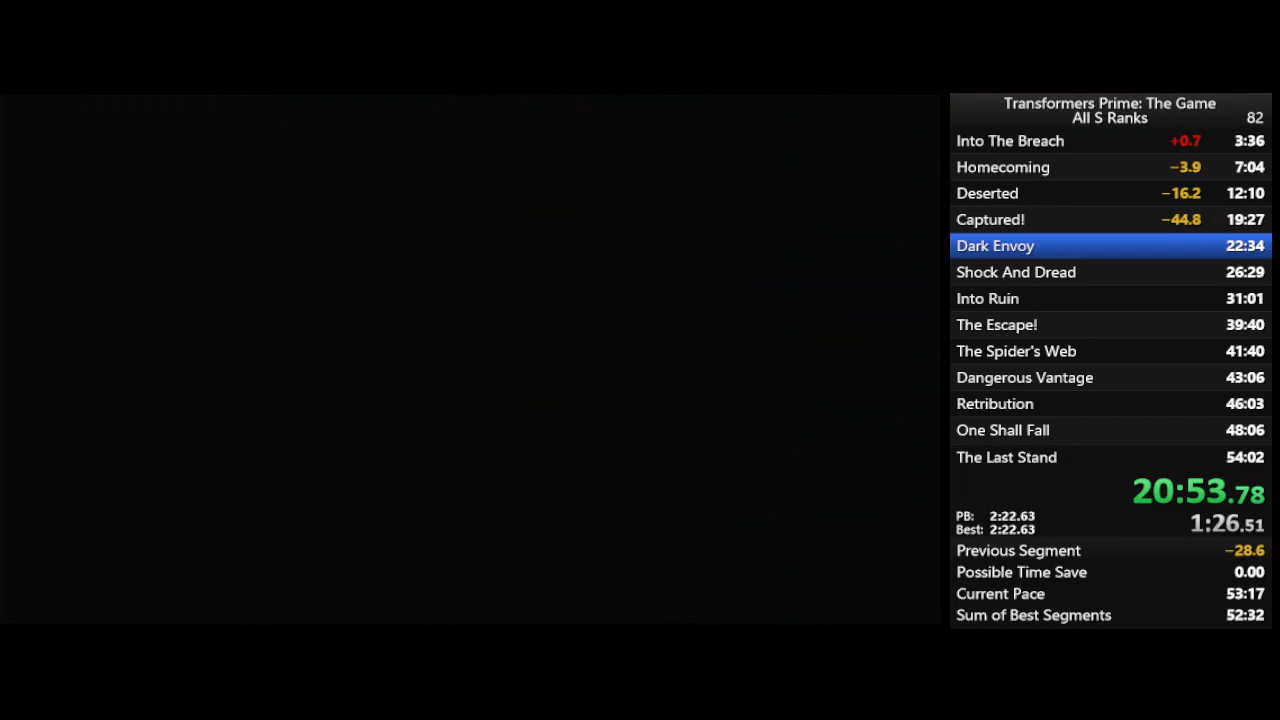 Transformers Prime: The Game
All S Ranks 82
Into The Breach +0.7 3:36
Homecoming −3.9 7:04
Deserted −16.2 12:10
Captured! −44.8 19:27
Dark Envoy 22:34
Shock And Dread 26:29
Into Ruin 31:01
The Escape! 39:40
The Spider's Web 41:40
Dangerous Vantage 43:06
Retribution 46:03
One Shall Fall 48:06
The Last Stand 54:02
20:53.78
PB: 2:22.63 1:26.51
Best: 2:22.63
Previous Segment −28.6
Possible Time Save 0.00
Current Pace 53:17
Sum of Best Segments 52:32